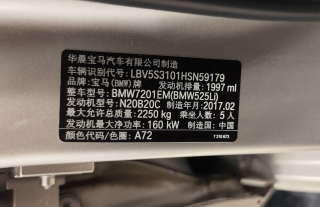 华晨宝马汽车有限公司制造
车辆识别代号: LBV5S3101HSN59179
品牌: 宝马(BMW)牌 发动机排量: 1997 ml
整车型号: BMW7201EM(BMW525Li)
发动机型号: N20B20C 制造年月: 2017.02
最大允许总质量: 2250 kg 乘坐人数: 5 人
发动机最大净功率: 160 kW 制造国: 中国
颜色代码/色圈: A72